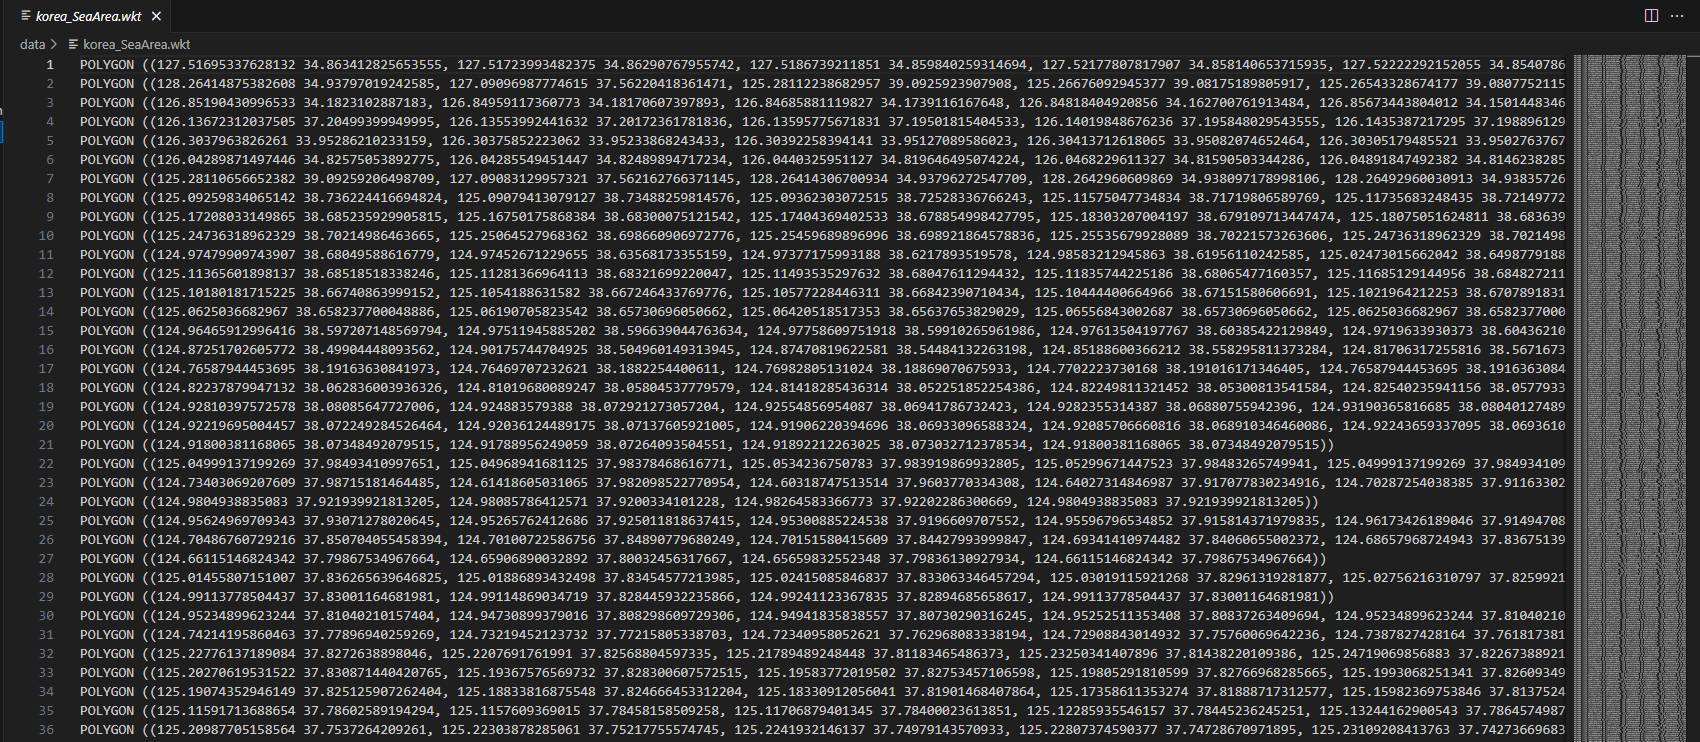 korea_SeaArea.wkt
data > korea_SeaArea.wkt
1 POLYGON ((127.51695337628132 34.863412825653555, 127.51723993482375 34.86290767955742, 127.5186739211851 34.859840259314694, 127.52177807817907 34.858140653715935, 127.52222292152055 34.8540786
2 POLYGON ((128.26414875382608 34.93797019242585, 127.09096987774615 37.56220418361471, 125.28112238682957 39.0925923907908, 125.26676092945377 39.08175189805917, 125.26543328674177 39.0807752115
3 POLYGON ((126.85190430996533 34.1823102887183, 126.84959117360773 34.18170607397893, 126.84685881119827 34.1739116167648, 126.84818404920856 34.162700761913484, 126.85673443804012 34.1501448346
4 POLYGON ((126.13672312037505 37.20499399949995, 126.13553992441632 37.20172361781836, 126.13595775671831 37.19501815404533, 126.14019848676236 37.195848029543555, 126.1435387217295 37.198896129
5 POLYGON ((126.3037963826261 33.95286210233159, 126.30375852223062 33.95233868243433, 126.30392258394141 33.95127089586023, 126.30413712618065 33.95082074652464, 126.30305179485521 33.9502763767
6 POLYGON ((126.04289871497446 34.82575053892775, 126.04285549451447 34.82489894717234, 126.0440325951127 34.819646495074224, 126.0468229611327 34.81590503344286, 126.04891847492382 34.8146238285
7 POLYGON ((125.28110656652382 39.09259206498709, 127.09083129957321 37.562162766371145, 128.26414306700934 34.93796272547709, 128.2642960609869 34.938097178998106, 128.26492960030913 34.93835726
8 POLYGON ((125.09259834065142 38.736224416694824, 125.09079413079127 38.73488259814576, 125.09362303072515 38.72528336766243, 125.11575047734834 38.71719806589769, 125.11735683248435 38.72149772
9 POLYGON ((125.17208033149865 38.685235929905815, 125.16750175868384 38.68300075121542, 125.17404369402533 38.678854998427795, 125.18303207004197 38.679109713447474, 125.18075051624811 38.683639
10 POLYGON ((125.24736318962329 38.70214986463665, 125.25064527968362 38.698660906972776, 125.25459689896996 38.698921864578836, 125.25535679928089 38.70221573263606, 125.24736318962329 38.7021498
11 POLYGON ((124.97479909743907 38.68049588616779, 124.97452671229655 38.63568173355159, 124.97377175993188 38.6217893519578, 124.98583212945863 38.61956110242585, 125.02473015662042 38.6498779188
12 POLYGON ((125.11365601898137 38.68518518338246, 125.11281366964113 38.68321699220047, 125.11493535297632 38.68047611294432, 125.11835744225186 38.68065477160357, 125.11685129144956 38.684827211
13 POLYGON ((125.10180181715225 38.66740863999152, 125.1054188631582 38.667246433769776, 125.10577228446311 38.66842390710434, 125.10444400664966 38.67151580606691, 125.1021964212253 38.6707891831
14 POLYGON ((125.0625036682967 38.658237700048886, 125.06190705823542 38.65730696050662, 125.06420518517353 38.65637653829029, 125.06556843002687 38.65730696050662, 125.0625036682967 38.6582377000
15 POLYGON ((124.96465912996416 38.597207148569794, 124.97511945885202 38.596639044763634, 124.97758609751918 38.59910265961986, 124.97613504197767 38.60385422129849, 124.9719633930373 38.60436210
16 POLYGON ((124.87251702605772 38.49904448093562, 124.90175744704925 38.504960149313945, 124.87470819622581 38.54484132263198, 124.85188600366212 38.558295811373284, 124.81706317255816 38.5671673
17 POLYGON ((124.76587944453695 38.19163630841973, 124.76469707232621 38.1882254400611, 124.76982805131024 38.18869070675933, 124.7702223730168 38.191016171346405, 124.76587944453695 38.1916363084
18 POLYGON ((124.82237879947132 38.062836003936326, 124.81019680089247 38.05804537779579, 124.81418285436314 38.052251852254386, 124.82249811321452 38.05300813541584, 124.82540235941156 38.0577933
19 POLYGON ((124.92810397572578 38.08085647727006, 124.924883579388 38.072921273057204, 124.92554856954087 38.06941786732423, 124.9282355314387 38.06880755942396, 124.93190365816685 38.08040127489
20 POLYGON ((124.92219695004457 38.072249284526464, 124.92036124489175 38.07137605921005, 124.91906220394696 38.06933096588324, 124.92085706660816 38.068910346460086, 124.92243659337095 38.0693610
21 POLYGON ((124.91800381168065 38.07348492079515, 124.91788956249059 38.07264093504551, 124.91892212263025 38.073032712378534, 124.91800381168065 38.07348492079515))
22 POLYGON ((125.04999137199269 37.98493410997651, 125.04968941681125 37.98378468616771, 125.0534236750783 37.983919869932805, 125.05299671447523 37.98483265749941, 125.04999137199269 37.984934109
23 POLYGON ((124.73403069207609 37.98715181464485, 124.61418605031065 37.982098522770954, 124.60318747513514 37.9603770334308, 124.64027314846987 37.917077830234916, 124.70287254038385 37.91163302
24 POLYGON ((124.9804938835083 37.921939921813205, 124.98085786412571 37.9200334101228, 124.98264583366773 37.92202286300669, 124.9804938835083 37.921939921813205))
25 POLYGON ((124.95624969709343 37.93071278020645, 124.95265762412686 37.925011818637415, 124.95300885224538 37.9196609707552, 124.95596796534852 37.915814371979835, 124.96173426189046 37.91494708
26 POLYGON ((124.70486760729216 37.850704055458394, 124.71001007225867​56 37.84890779680249, 124.70151580415609 37.84427993999847, 124.69341410974482 37.84060655002372, 124.68657968724943 37.83675139
27 POLYGON ((124.66115146824342 37.79867534967664, 124.65906890032892 37.80032456317667, 124.65659832552348 37.79836130927934, 124.66115146824342 37.79867534967664))
28 POLYGON ((125.01455807151007 37.836265639646825, 125.01886893432498 37.83454577213985, 125.02415085846837 37.833063346457294, 125.03019115921268 37.82961319281877, 125.02756216310797 37.8259921
29 POLYGON ((124.99113778504437 37.83001164681981, 124.99114869034719 37.828445932235866, 124.99241123367835 37.82894685658617, 124.99113778504437 37.83001164681981))
30 POLYGON ((124.95234899623244 37.81040210157404, 124.94730899379016 37.808298609729306, 124.94941835838557 37.80730290316245, 124.95252511353408 37.80837263409694, 124.95234899623244 37.81040210
31 POLYGON ((124.74214195860463 37.77896940259269, 124.73219452123732 37.77215805338703, 124.72340958052621 37.762968083338194, 124.72908843014932 37.75760069642236, 124.7387827428164 37.761817381
32 POLYGON ((125.22776137189084 37.8272638898046, 125.2207691761991 37.82568804597335, 125.21789489248448 37.81183465486373, 125.23250341407896 37.81438220109386, 125.24719069856883 37.82267388921
33 POLYGON ((125.20270619531522 37.830871440420765, 125.19367576569732 37.828300607572515, 125.19583772019502 37.82753457106598, 125.19805291810599 37.82766968285665, 125.1993068251341 37.82609349
34 POLYGON ((125.19074352946149 37.825125907262404, 125.18833816875548 37.824666453312204, 125.18330912056041 37.81901468407864, 125.17358611353274 37.81888717312577, 125.15982369753846 37.8137524
35 POLYGON ((125.11591713688654 37.78602589194294, 125.1157609369015 37.78458158509258, 125.11706879401345 37.78400023613851, 125.12285935546157 37.78445236245251, 125.13244162900543 37.7864574987
36 POLYGON ((125.20987705158564 37.7537264209261, 125.22303878285061 37.75217755574745, 125.2241932146135 37.74979143570933, 125.22807374590377 37.74728670971895, 125.23109208413763 37.74273669683